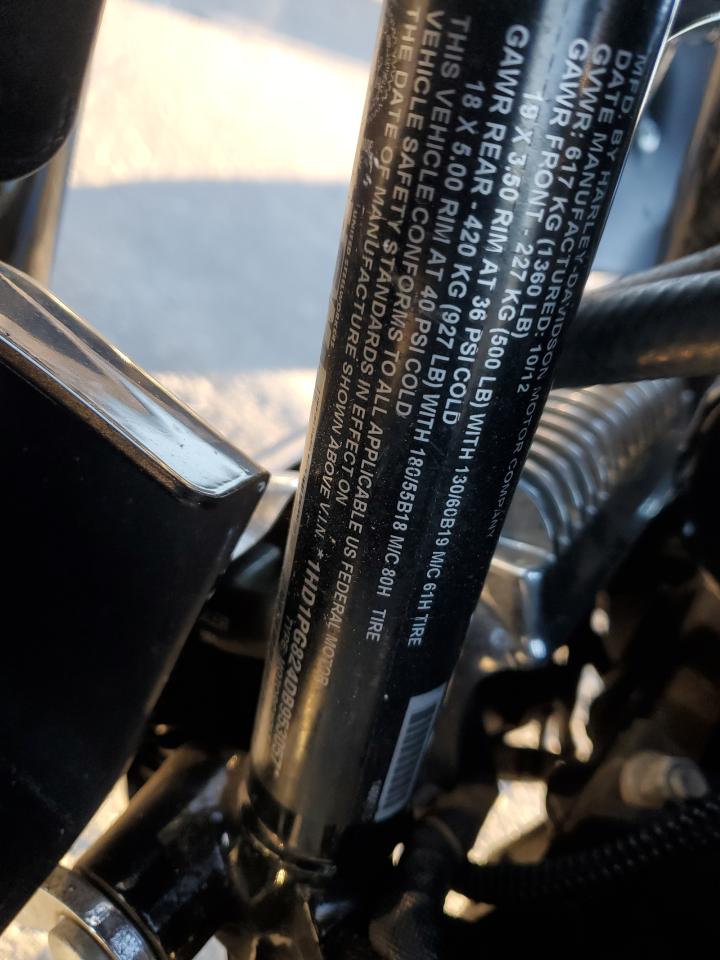 MFD. BY HARLEY-DAVIDSON MOTOR COMPANY
DATE MANUFACTURED: 10/12
GVWR: 617 KG (1360 LB)
GAWR FRONT - 227 KG (500 LB) WITH 130/60B19 M/C 61H TIRE
19 X 3.50 RIM AT 36 PSI COLD
GAWR REAR - 420 KG (927 LB) WITH 180/55B18 M/C 80H TIRE
18 X 5.00 RIM AT 40 PSI COLD
THIS VEHICLE CONFORMS TO ALL APPLICABLE US FEDERAL MOTOR
VEHICLE SAFETY STANDARDS IN EFFECT ON
THE DATE OF MANUFACTURE SHOWN ABOVE V.I.N.